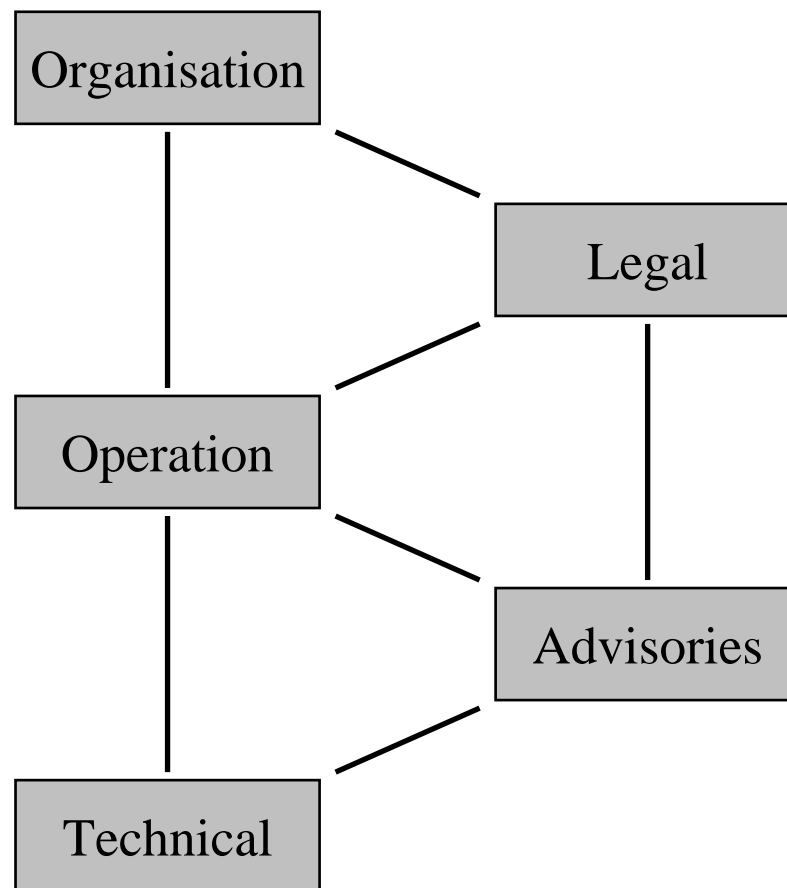 Organisation
Legal
Operation
Advisories
Technical